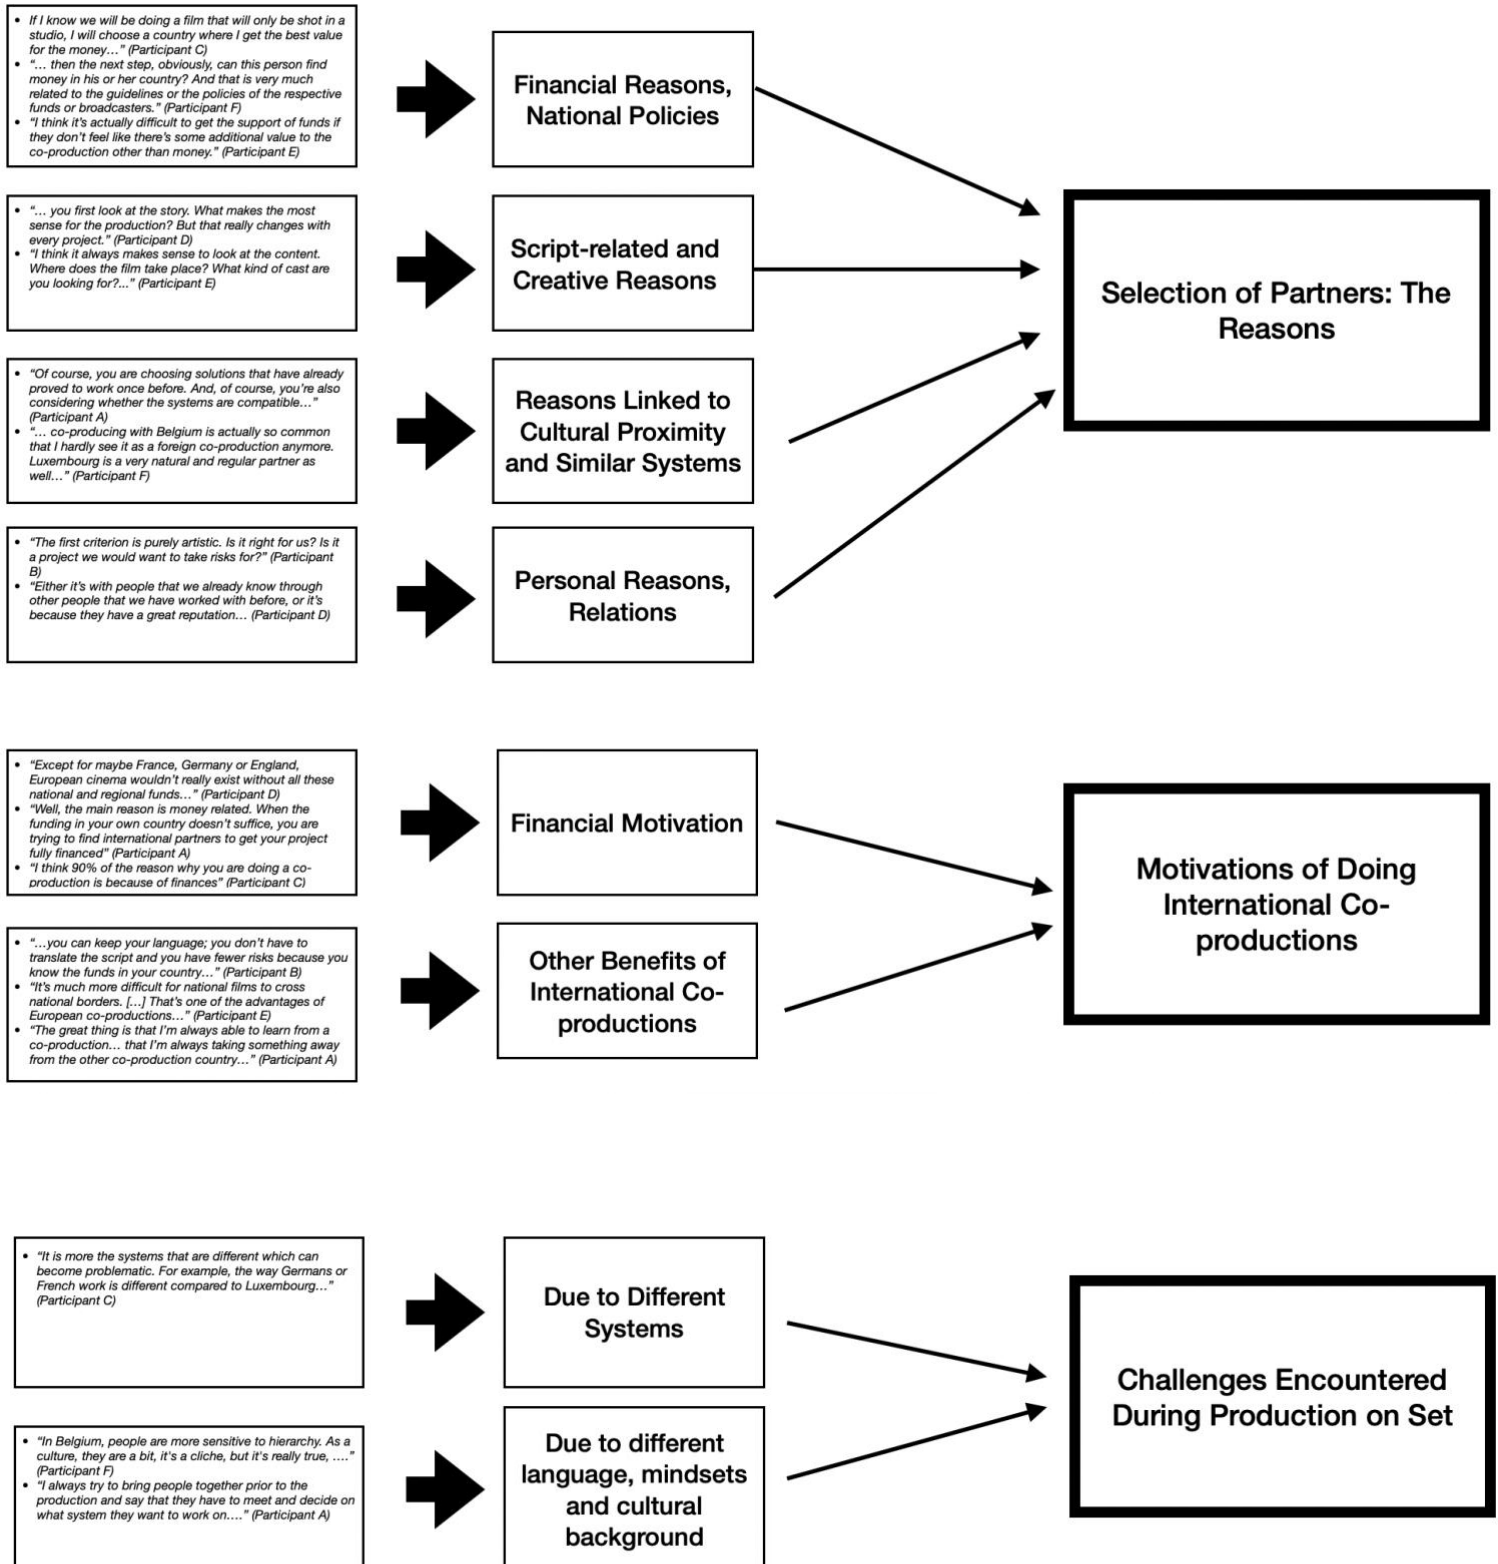 • If I know we will be doing a film that will only be shot in a
studio, I will choose a country where I get the best value
for the money…” (Participant C)
• “… then the next step, obviously, can this person find
money in his or her country? And that is very much
related to the guidelines or the policies of the respective
funds or broadcasters.” (Participant F)
• “I think it’s actually difficult to get the support of funds if
they don’t feel like there’s some additional value to the
co-production other than money.” (Participant E)
Financial Reasons,
National Policies
• “… you first look at the story. What makes the most
sense for the production? But that really changes with
every project.” (Participant D)
• “I think it always makes sense to look at the content.
Where does the film take place? What kind of cast are
you looking for?...” (Participant E)
Script-related and
Creative Reasons
• “Of course, you are choosing solutions that have already
proved to work once before. And, of course, you’re also
considering whether the systems are compatible…”
(Participant A)
• “… co-producing with Belgium is actually so common
that I hardly see it as a foreign co-production anymore.
Luxembourg is a very natural and regular partner as
well…” (Participant F)
Reasons Linked to
Cultural Proximity
and Similar Systems
• “The first criterion is purely artistic. Is it right for us? Is it
a project we would want to take risks for?” (Participant
B)
• “Either it’s with people that we already know through
other people that we have worked with before, or it’s
because they have a great reputation… (Participant D)
Personal Reasons,
Relations
Selection of Partners: The
Reasons
• “Except for maybe France, Germany or England,
European cinema wouldn’t really exist without all these
national and regional funds…” (Participant D)
• “Well, the main reason is money related. When the
funding in your own country doesn’t suffice, you are
trying to find international partners to get your project
fully financed” (Participant A)
• “I think 90% of the reason why you are doing a co-
production is because of finances” (Participant C)
Financial Motivation
• “…you can keep your language; you don’t have to
translate the script and you have fewer risks because you
know the funds in your country…” (Participant B)
• “It’s much more difficult for national films to cross
national borders. […] That’s one of the advantages of
European co-productions…” (Participant E)
• “The great thing is that I’m always able to learn from a
co-production… that I’m always taking something away
from the other co-production country…” (Participant A)
Other Benefits of
International Co-
productions
Motivations of Doing
International Co-
productions
• “It is more the systems that are different which can
become problematic. For example, the way Germans or
French work is different compared to Luxembourg…”
(Participant C)
Due to Different
Systems
• “In Belgium, people are more sensitive to hierarchy. As a
culture, they are a bit, it's a cliche, but it's really true, ….”
(Participant F)
• “I always try to bring people together prior to the
production and say that they have to meet and decide on
what system they want to work on….” (Participant A)
Due to different
language, mindsets
and cultural
background
Challenges Encountered
During Production on Set